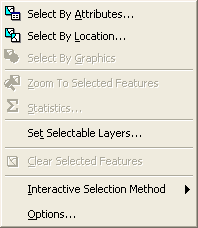 Select By Attributes...
Select By Location...
Select By Graphics
Zoom To Selected Features
Statistics...
Set Selectable Layers...
Clear Selected Features
Interactive Selection Method
Options...